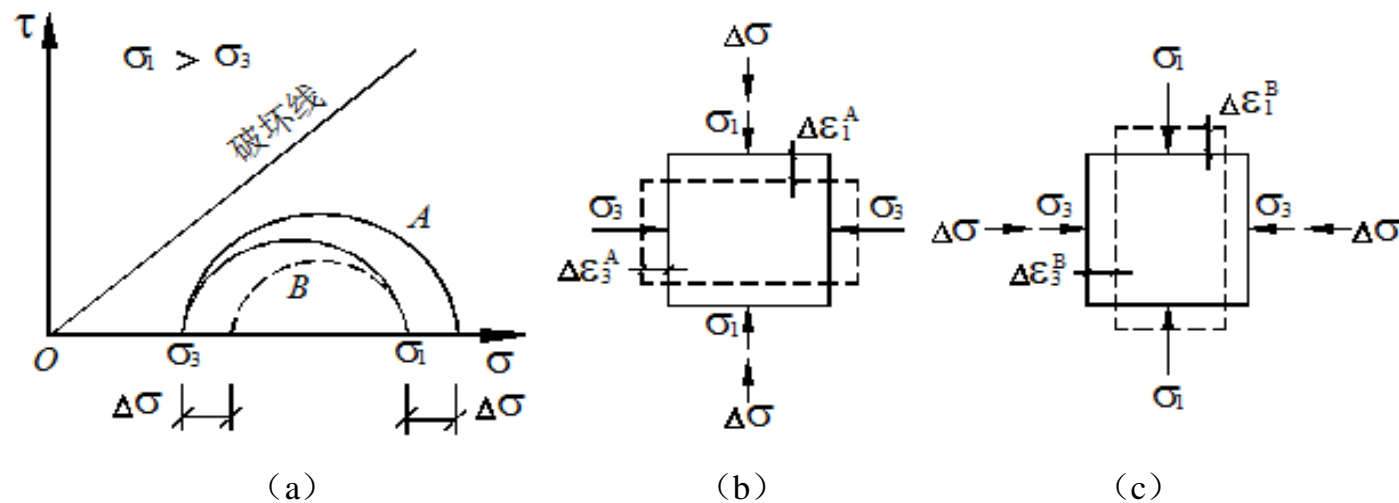 τ
σ₁ > σ₃
破坏线
A
B
O
σ₃
σ₁
σ
Δσ
Δσ
(a)
Δσ
σ₁
Δε₁ᴬ
σ₃
σ₃
Δε₃ᴬ
σ₁
Δσ
(b)
σ₁
Δε₁ᴮ
Δσ
σ₃
σ₃
Δσ
Δε₃ᴮ
σ₁
(c)